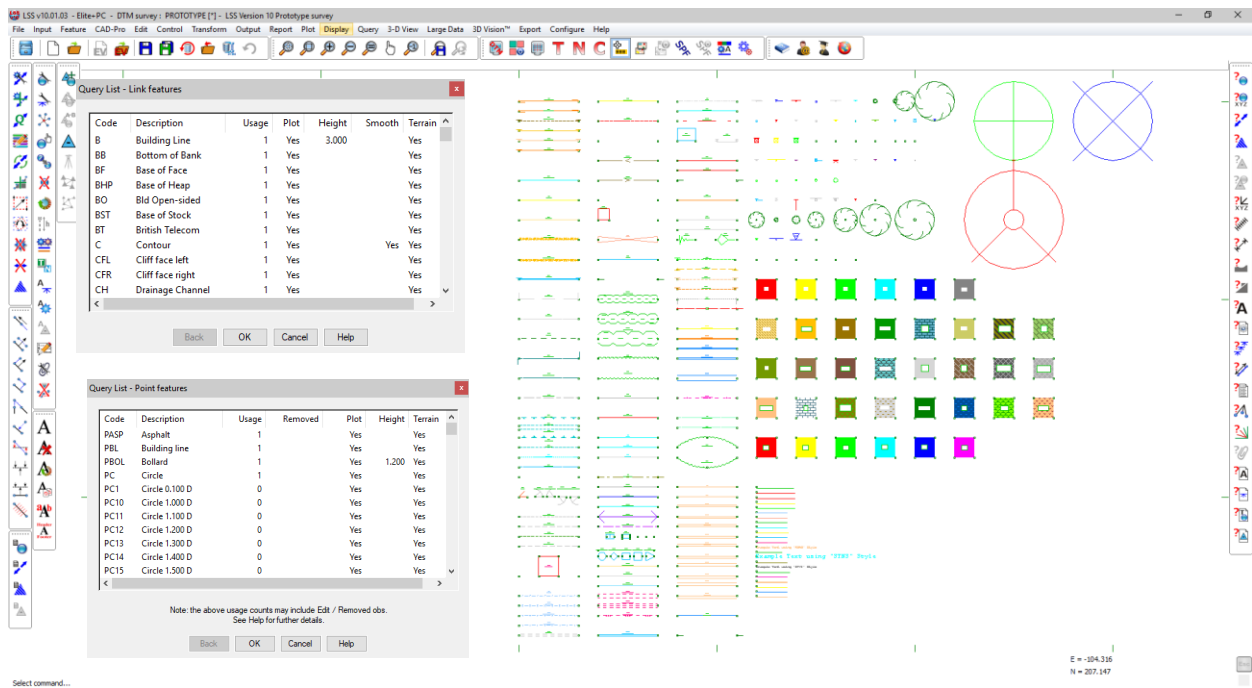 LSS v10.01.03 - Elite+PC - DTM survey : PROTOTYPE [*] - LSS Version 10 Prototype survey
File Input Feature Report CAD-Pro Edit Control Transform Output Report Plot Display Query 3-D View Large Data 3D Vision™ Export Configure Help
Query List - Link features
Code Description Usage Plot Height Smooth Terrain
B Building Line 1 Yes 3.000 Yes
BB Bottom of Bank 1 Yes Yes
BF Base of Face 1 Yes Yes
BHP Base of Heap 1 Yes Yes
BO Bld Open-sided 1 Yes Yes
BST Base of Stock 1 Yes Yes
BT British Telecom 1 Yes Yes
C Contour 1 Yes Yes Yes
CFL Cliff face left 1 Yes Yes
CFR Cliff face right 1 Yes Yes
CH Drainage Channel 1 Yes Yes
Back OK Cancel Help
Query List - Point features
Code Description Usage Removed Plot Height Terrain
PASP Asphalt 1 Yes Yes
PBL Building line 1 Yes Yes
PBOL Bollard 1 Yes 1.200 Yes
PC Circle 1 Yes Yes
PC1 Circle 0.100 D 0 Yes Yes
PC10 Circle 1.000 D 0 Yes Yes
PC11 Circle 1.100 D 0 Yes Yes
PC12 Circle 1.200 D 0 Yes Yes
PC13 Circle 1.300 D 0 Yes Yes
PC14 Circle 1.400 D 0 Yes Yes
PC15 Circle 1.500 D 0 Yes Yes
Note: the above usage counts may include Edit / Removed obs.
See Help for further details.
Back OK Cancel Help
Example Text using "DTM7" Style
E = -104.316
N = 207.147
Select command...